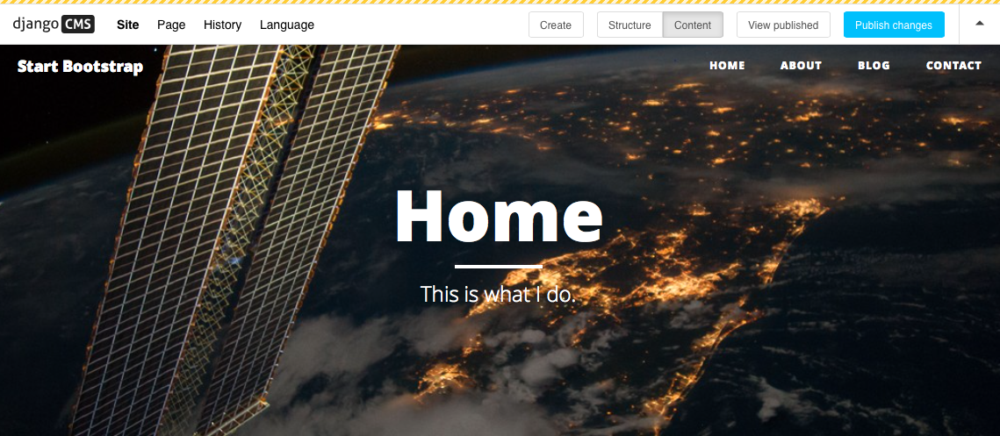 django CMS Site Page History Language Create Structure Content View published Publish changes
Start Bootstrap HOME ABOUT BLOG CONTACT
Home
This is what I do.